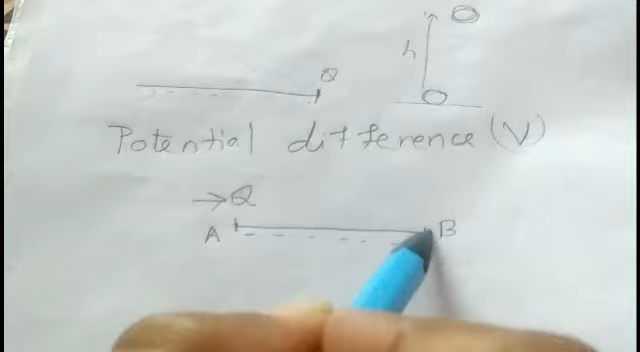 h
Q
Potential difference (V)
→ Q
A B